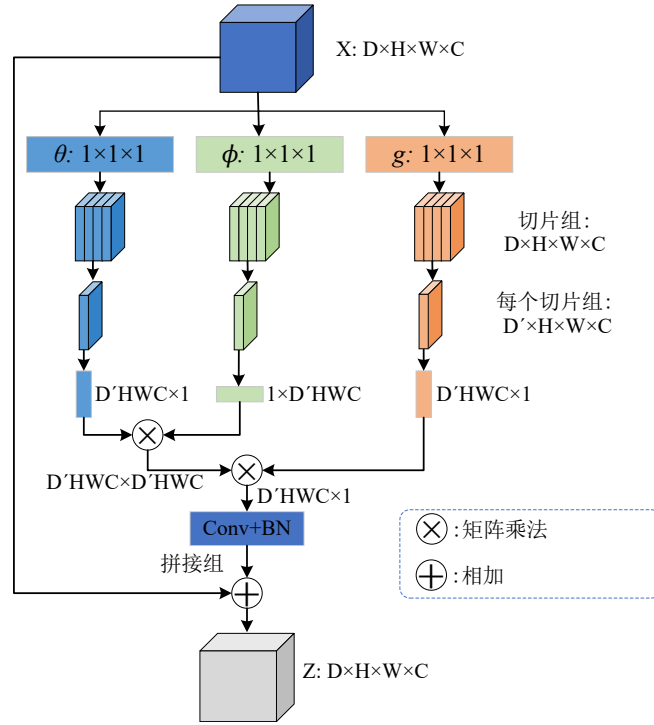 X: D×H×W×C
θ: 1×1×1
ϕ: 1×1×1
g: 1×1×1
切片组:
D×H×W×C
每个切片组:
D′×H×W×C
D′HWC×1
1×D′HWC
D′HWC×1
D′HWC×D′HWC
D′HWC×1
Conv+BN
:矩阵乘法
拼接组
:相加
Z: D×H×W×C